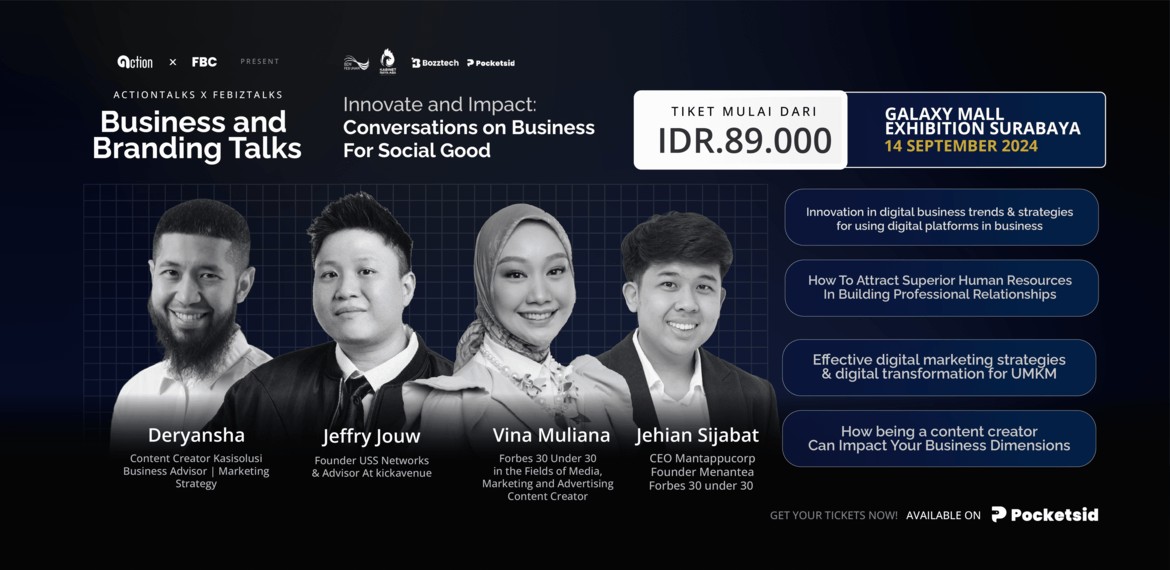 action × FBC PRESENT
Bozztech Pocketsid
ACTIONTALKS X FEBIZTALKS
Business and
Branding Talks
Innovate and Impact:
Conversations on Business
For Social Good
TIKET MULAI DARI
IDR.89.000
GALAXY MALL
EXHIBITION SURABAYA
14 SEPTEMBER 2024
Innovation in digital business trends & strategies
for using digital platforms in business
How To Attract Superior Human Resources
In Building Professional Relationships
Effective digital marketing strategies
& digital transformation for UMKM
How being a content creator
Can Impact Your Business Dimensions
Deryansha
Content Creator Kasisolusi
Business Advisor | Marketing
Strategy
Jeffry Jouw
Founder USS Networks
& Advisor At kickavenue
Vina Muliana
Forbes 30 Under 30
in the Fields of Media,
Marketing and Advertising
Content Creator
Jehian Sijabat
CEO Mantappucorp
Founder Menantea
Forbes 30 under 30
GET YOUR TICKETS NOW! AVAILABLE ON Pocketsid